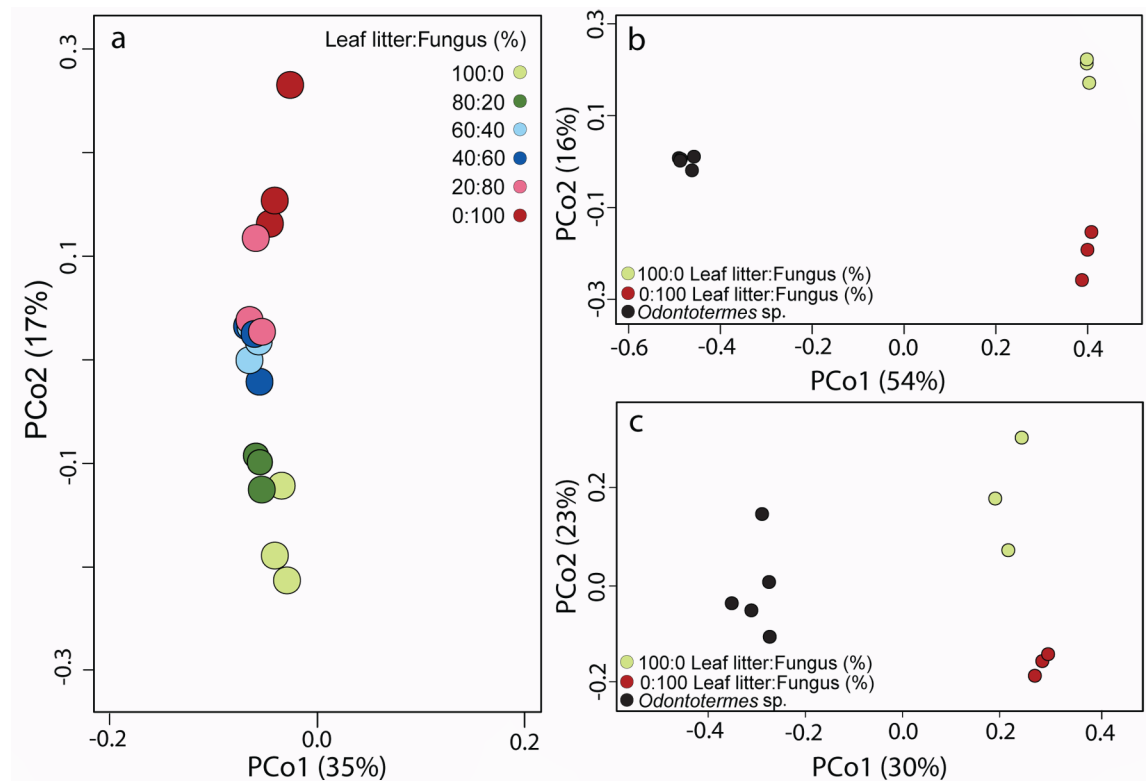 a
Leaf litter:Fungus (%)
100:0
80:20
60:40
40:60
20:80
0:100
0.3
0.1
-0.1
-0.3
PCo2 (17%)
-0.2
0.0
0.2
PCo1 (35%)
b
0.3
0.1
-0.1
-0.3
PCo2 (16%)
100:0 Leaf litter:Fungus (%)
0:100 Leaf litter:Fungus (%)
Odontotermes sp.
-0.6
-0.4
-0.2
0.0
0.2
0.4
PCo1 (54%)
c
0.2
0.0
-0.2
PCo2 (23%)
100:0 Leaf litter:Fungus (%)
0:100 Leaf litter:Fungus (%)
Odontotermes sp.
-0.4
-0.2
0.0
0.2
0.4
PCo1 (30%)